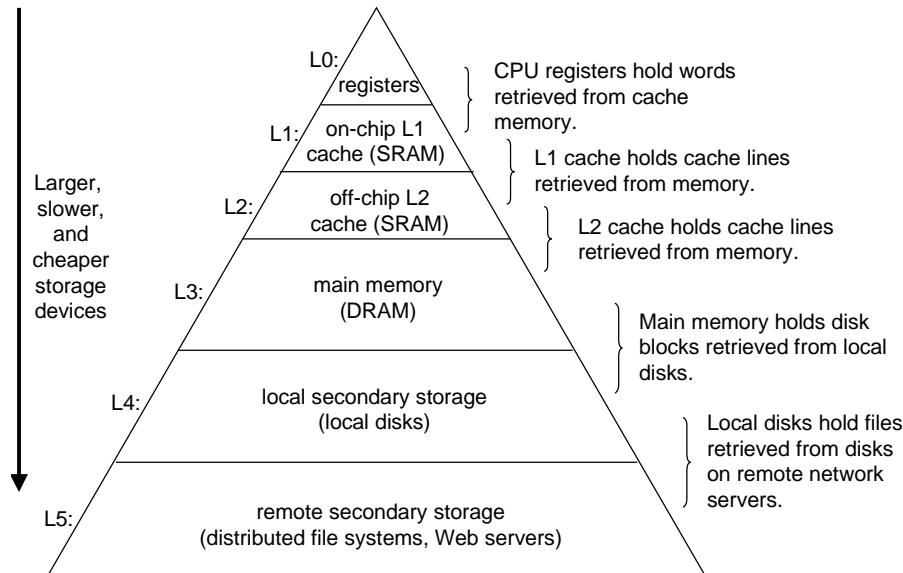 L0:
registers
CPU registers hold words
retrieved from cache
memory.
L1:
on-chip L1
cache (SRAM)
L1 cache holds cache lines
retrieved from memory.
Larger,
slower,
and
cheaper
storage
devices
L2:
off-chip L2
cache (SRAM)
L2 cache holds cache lines
retrieved from memory.
L3:
main memory
(DRAM)
Main memory holds disk
blocks retrieved from local
disks.
L4:
local secondary storage
(local disks)
Local disks hold files
retrieved from disks
on remote network
servers.
L5:
remote secondary storage
(distributed file systems, Web servers)